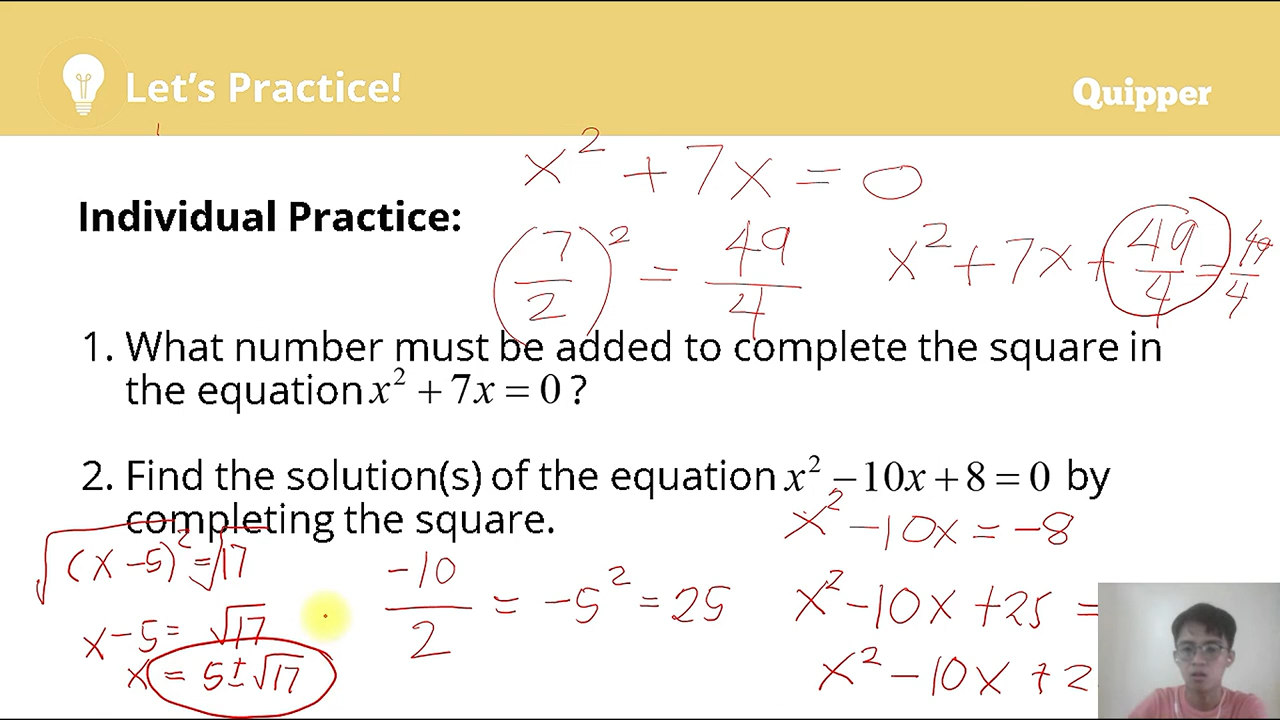 Let's Practice!
Quipper
x² + 7x = 0
Individual Practice:
(7/2)² = 49/4
x² + 7x + 49/4 = 49/4
1. What number must be added to complete the square in
the equation x² + 7x = 0 ?
2. Find the solution(s) of the equation x² − 10x + 8 = 0 by
completing the square.
x² − 10x = −8
√(x − 5)² = √17
−10/2 = −5² = 25
x² − 10x + 25 =
x − 5 = √17
x = 5 ± √17
x² − 10x + 2